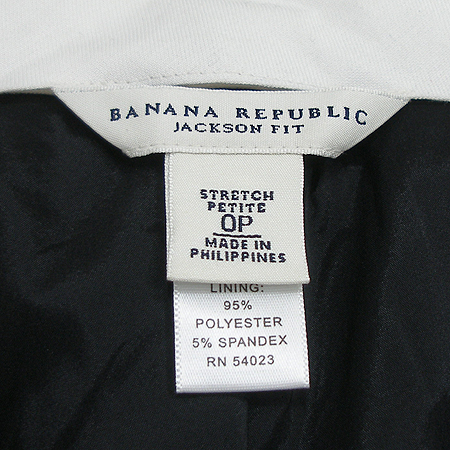 BANANA REPUBLIC
JACKSON FIT
STRETCH
PETITE
0P
MADE IN
PHILIPPINES
LINING:
95%
POLYESTER
5% SPANDEX
RN 54023